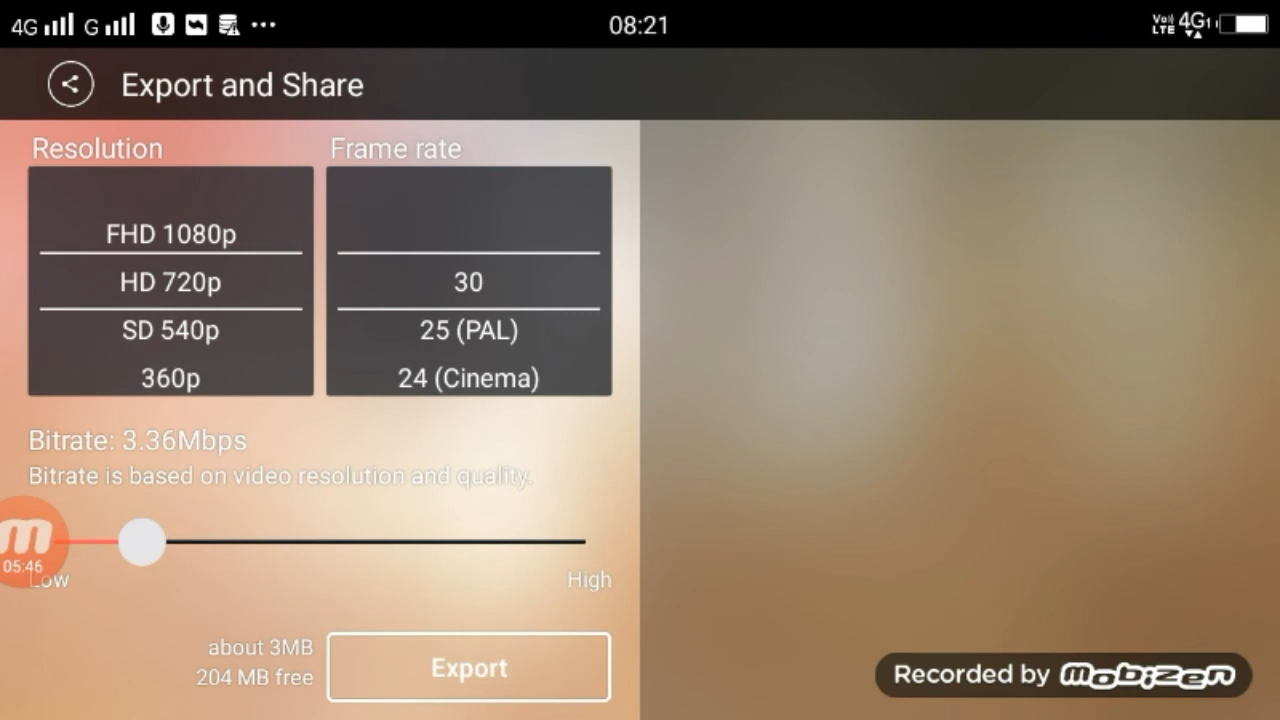 4G G 08:21 VoLTE 4G1
Export and Share
Resolution Frame rate
FHD 1080p
HD 720p 30
SD 540p 25 (PAL)
360p 24 (Cinema)
Bitrate: 3.36Mbps
Bitrate is based on video resolution and quality.
m
05:46
Low High
about 3MB
204 MB free
Export
Recorded by mobizen